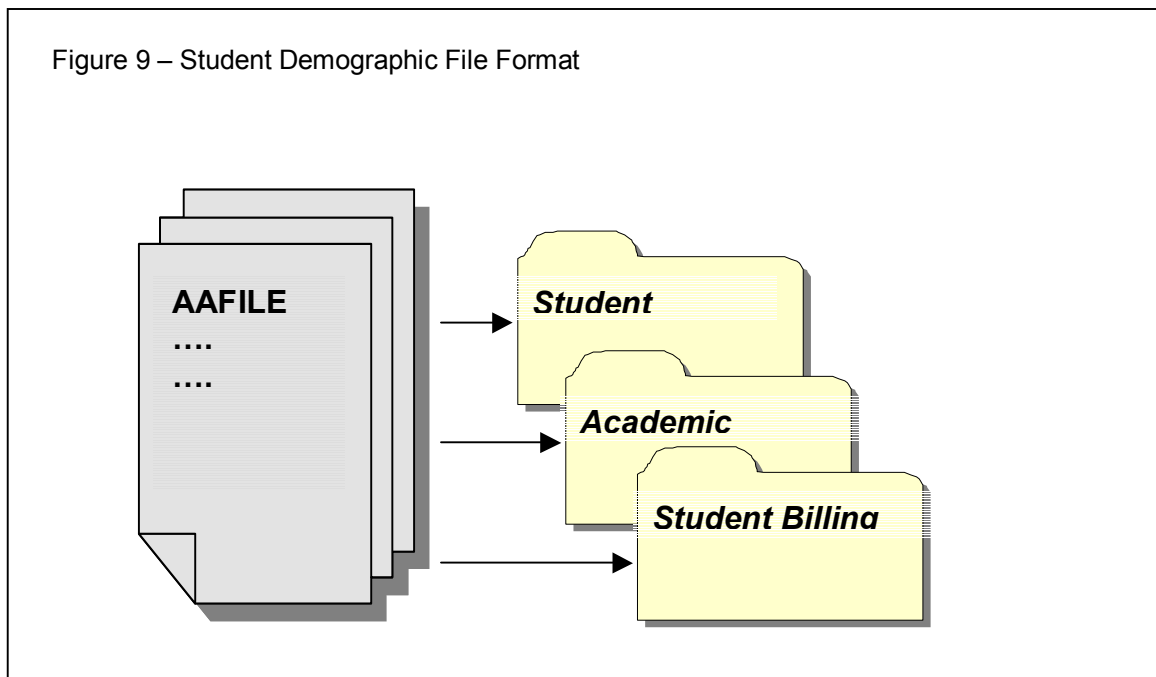 Figure 9 – Student Demographic File Format
AAFILE
....
....
Student
Academic
Student Billing